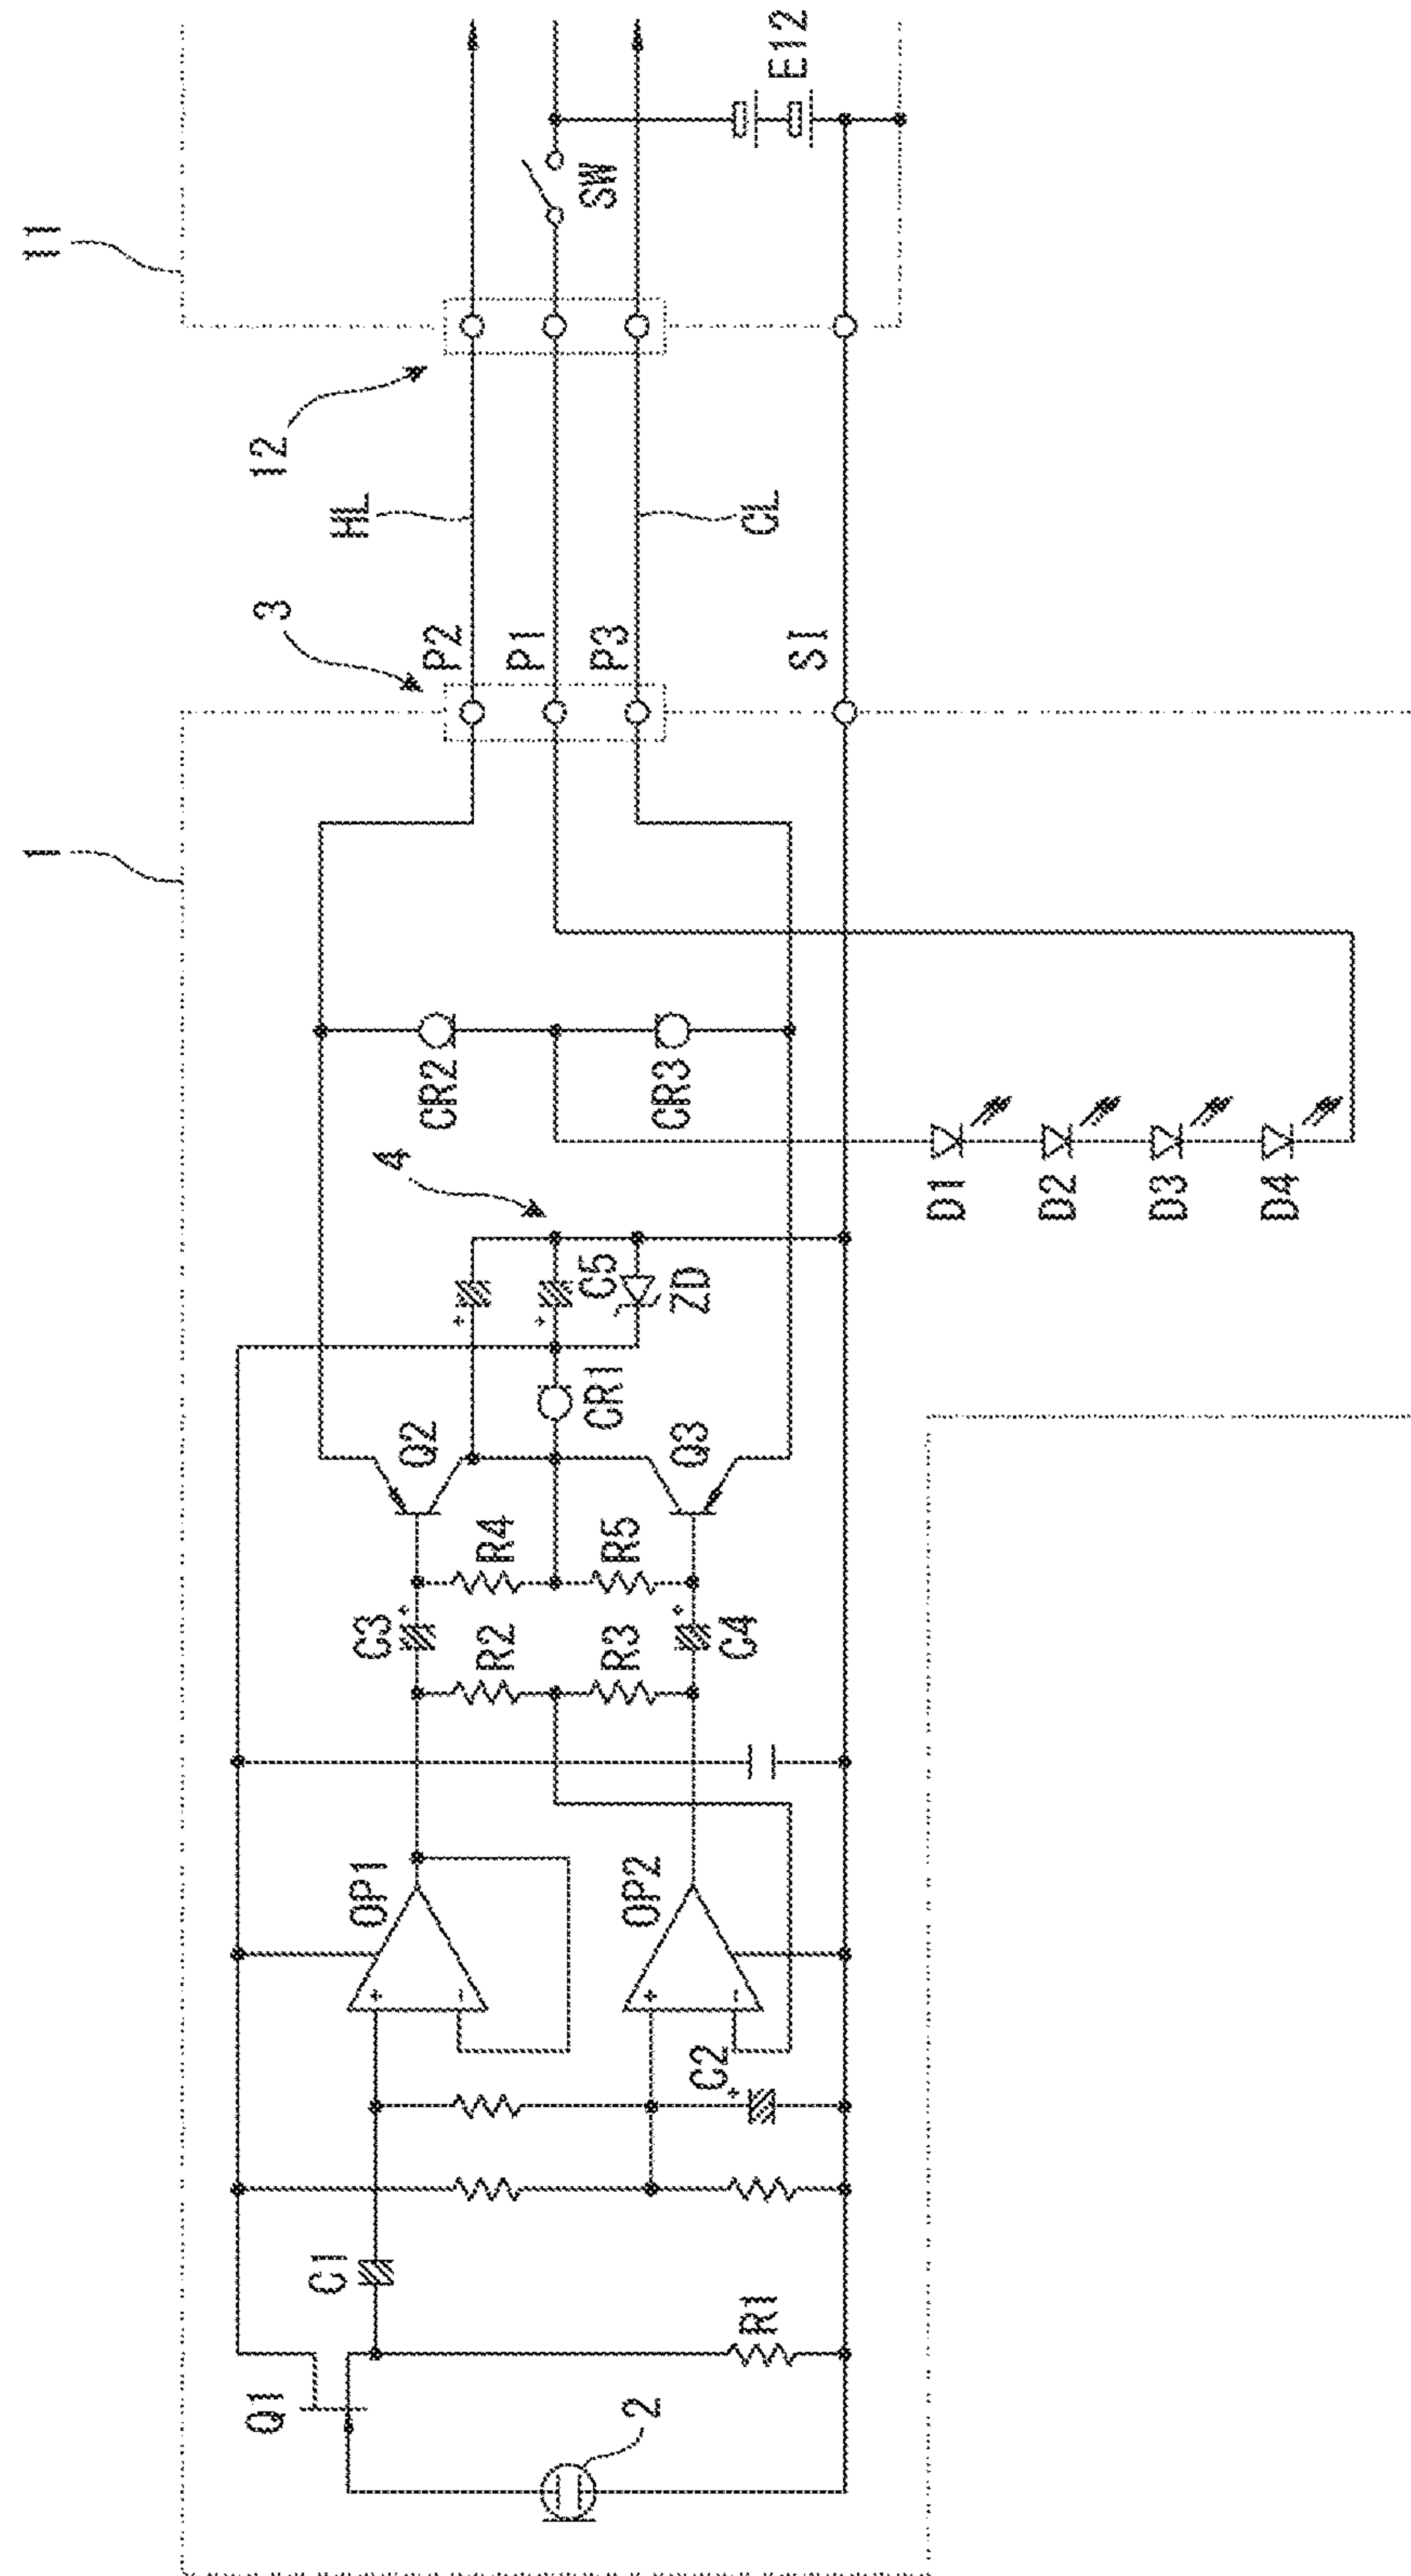 11
12
HL
CL
3
P2
P1
P3
SI
SW
E12
1
CR2
CR3
4
D1
D2
D3
D4
C5
ZD
CR1
Q2
Q3
R4
R5
C3
+
R2
R3
+
C4
+
+
OP1
+
−
OP2
+
−
C2
+
C1
R1
Q1
2